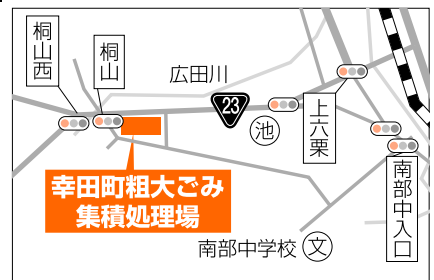 桐山西
桐山
広田川
23
池
上六栗
南部中入口
幸田町粗大ごみ
集積処理場
南部中学校 文